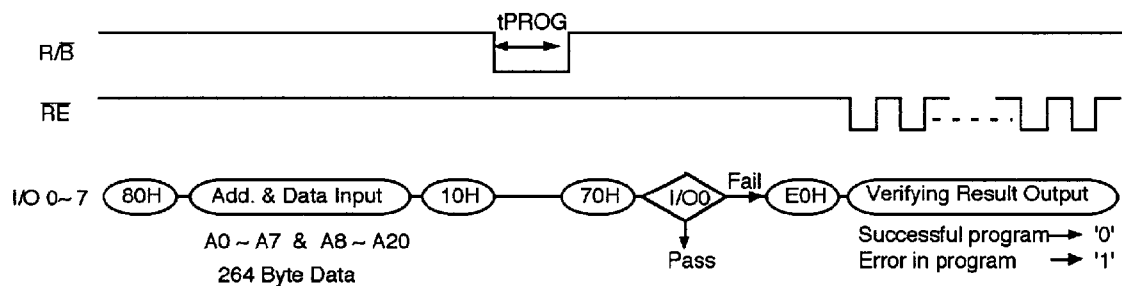 tPROG
R/B̅
R̅E̅
I/O 0~7 80H Add. & Data Input 10H 70H I/O0 Fail E0H Verifying Result Output
A0 ~ A7 & A8 ~ A20
264 Byte Data
Pass
Successful program → '0'
Error in program → '1'